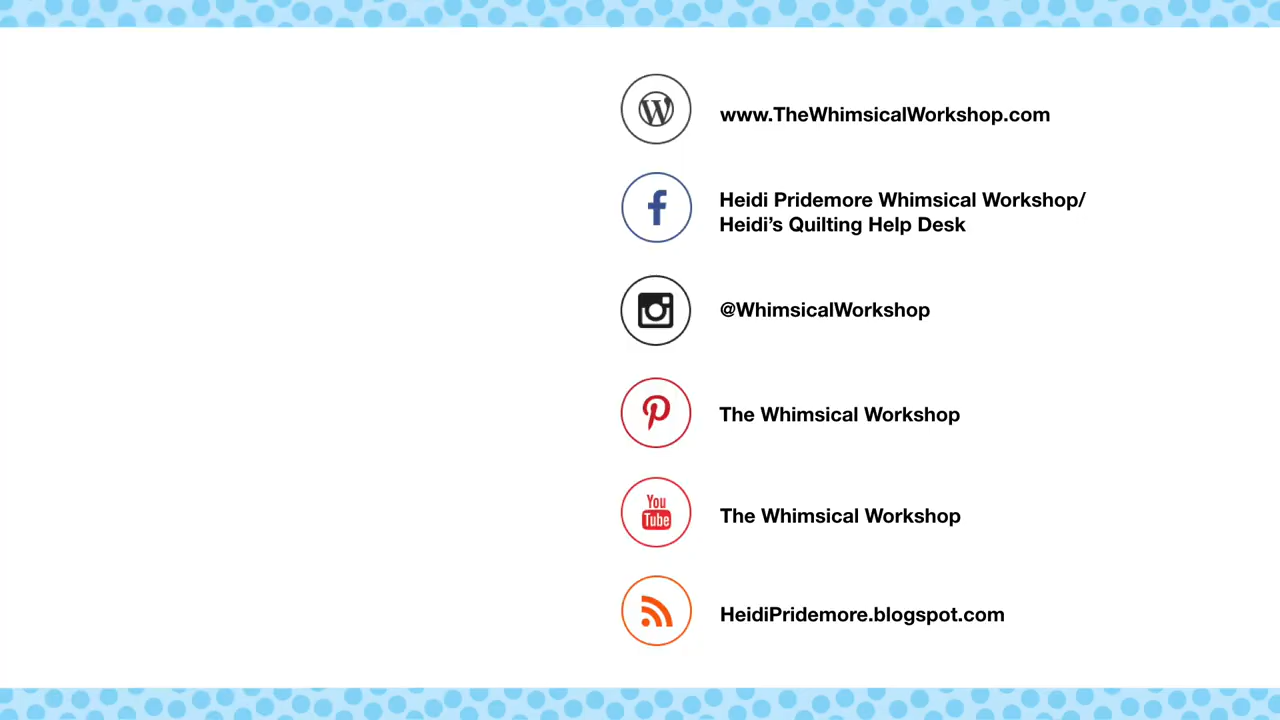 www.TheWhimsicalWorkshop.com
Heidi Pridemore Whimsical Workshop/
Heidi’s Quilting Help Desk
@WhimsicalWorkshop
The Whimsical Workshop
You
Tube
The Whimsical Workshop
HeidiPridemore.blogspot.com